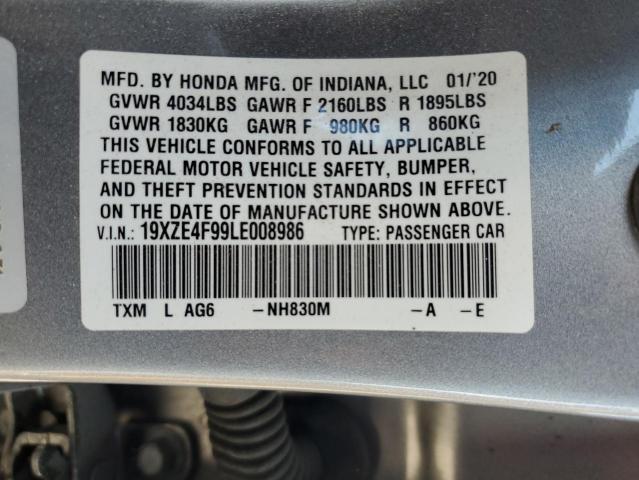 MFD. BY HONDA MFG. OF INDIANA, LLC 01/'20
GVWR 4034LBS GAWR F 2160LBS R 1895LBS
GVWR 1830KG GAWR F 980KG R 860KG
THIS VEHICLE CONFORMS TO ALL APPLICABLE
FEDERAL MOTOR VEHICLE SAFETY, BUMPER,
AND THEFT PREVENTION STANDARDS IN EFFECT
ON THE DATE OF MANUFACTURE SHOWN ABOVE.
V.I.N.: 19XZE4F99LE008986 TYPE: PASSENGER CAR
TXM L AG6 -NH830M -A -E